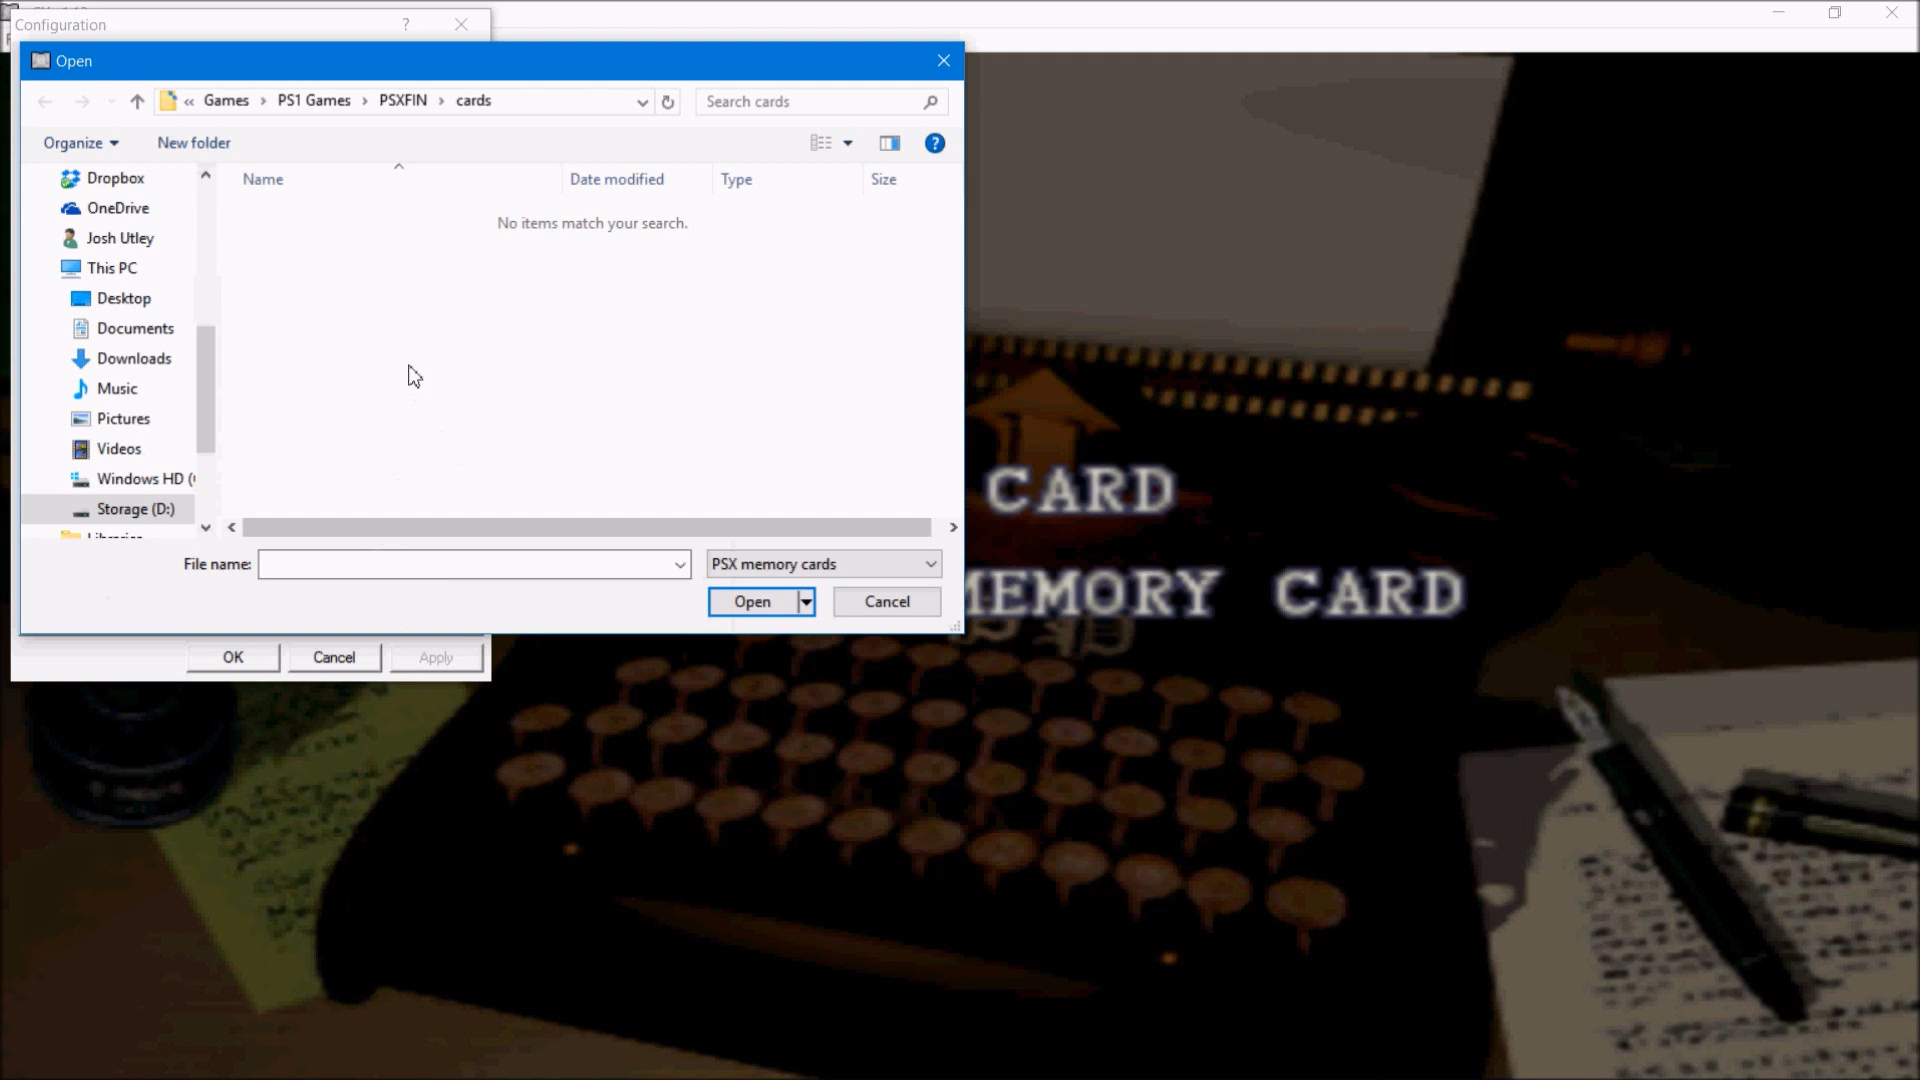 Configuration
?
Open
« Games > PS1 Games > PSXFIN > cards
Search cards
Organize
New folder
?
Dropbox
OneDrive
Josh Utley
This PC
Desktop
Documents
Downloads
Music
Pictures
Videos
Windows HD (
Storage (D:)
Name
Date modified
Type
Size
No items match your search.
File name:
PSX memory cards
Open
Cancel
OK
Cancel
Apply
CARD
MEMORY CARD